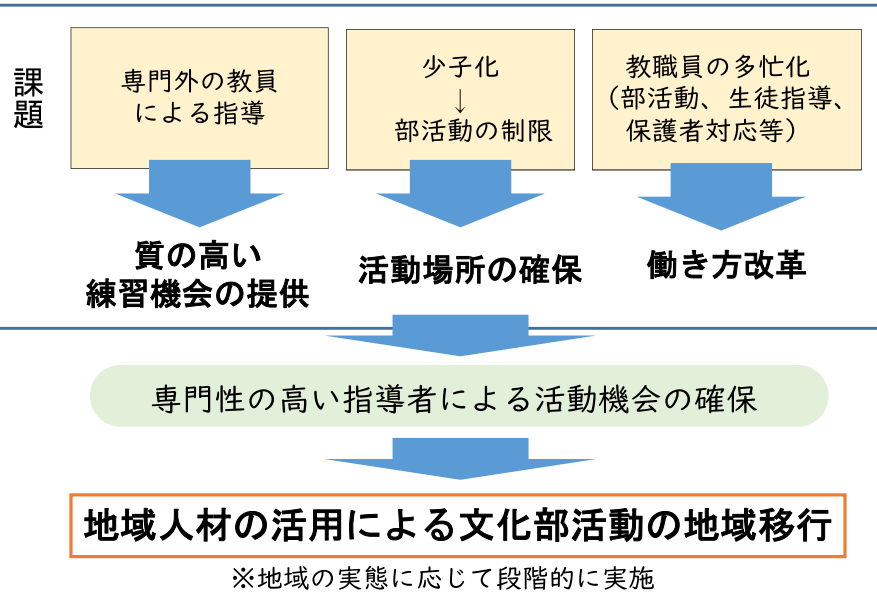 課題
専門外の教員
による指導
少子化
↓
部活動の制限
教職員の多忙化
（部活動、生徒指導、
保護者対応等）
質の高い
練習機会の提供
活動場所の確保
働き方改革
専門性の高い指導者による活動機会の確保
地域人材の活用による文化部活動の地域移行
※地域の実態に応じて段階的に実施